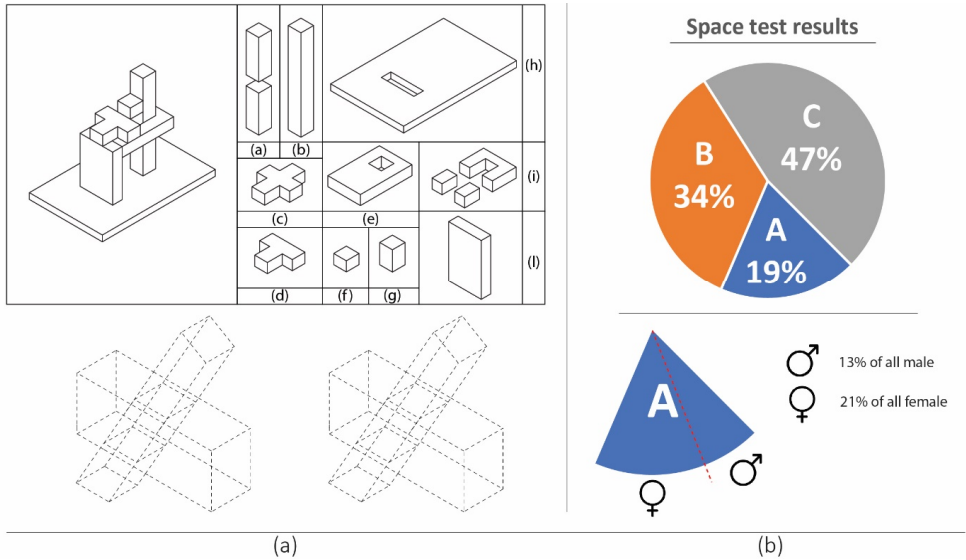 (h)
(a)
(b)
(i)
(c)
(e)
(l)
(d)
(f)
(g)
Space test results
C
47%
B
34%
A
19%
A
♂ 13% of all male
♀ 21% of all female
♂
♀
(a)
(b)